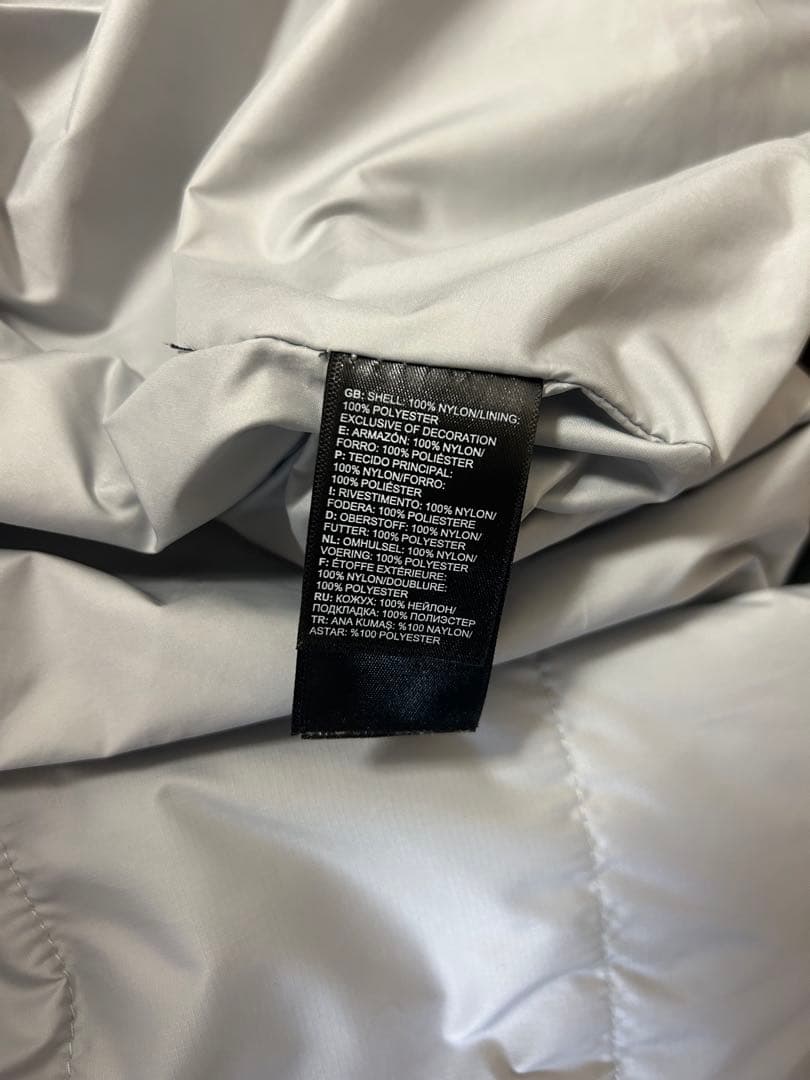 GB: SHELL: 100% NYLON/LINING:
100% POLYESTER
EXCLUSIVE OF DECORATION
E: ARMAZÓN: 100% NYLON/
FORRO: 100% POLIÉSTER
P: TECIDO PRINCIPAL:
100% NYLON/FORRO:
100% POLIÉSTER
I: RIVESTIMENTO: 100% NYLON/
FODERA: 100% POLIESTERE
D: OBERSTOFF: 100% NYLON/
FUTTER: 100% POLYESTER
NL: OMHULSEL: 100% NYLON/
VOERING: 100% POLYESTER
F: ÉTOFFE EXTÉRIEURE:
100% NYLON/DOUBLURE:
100% POLYESTER
RU: КОЖУХ: 100% НЕЙЛОН/
ПОДКЛАДКА: 100% ПОЛИЭСТЕР
TR: ANA KUMAŞ: %100 NAYLON/
ASTAR: %100 POLYESTER